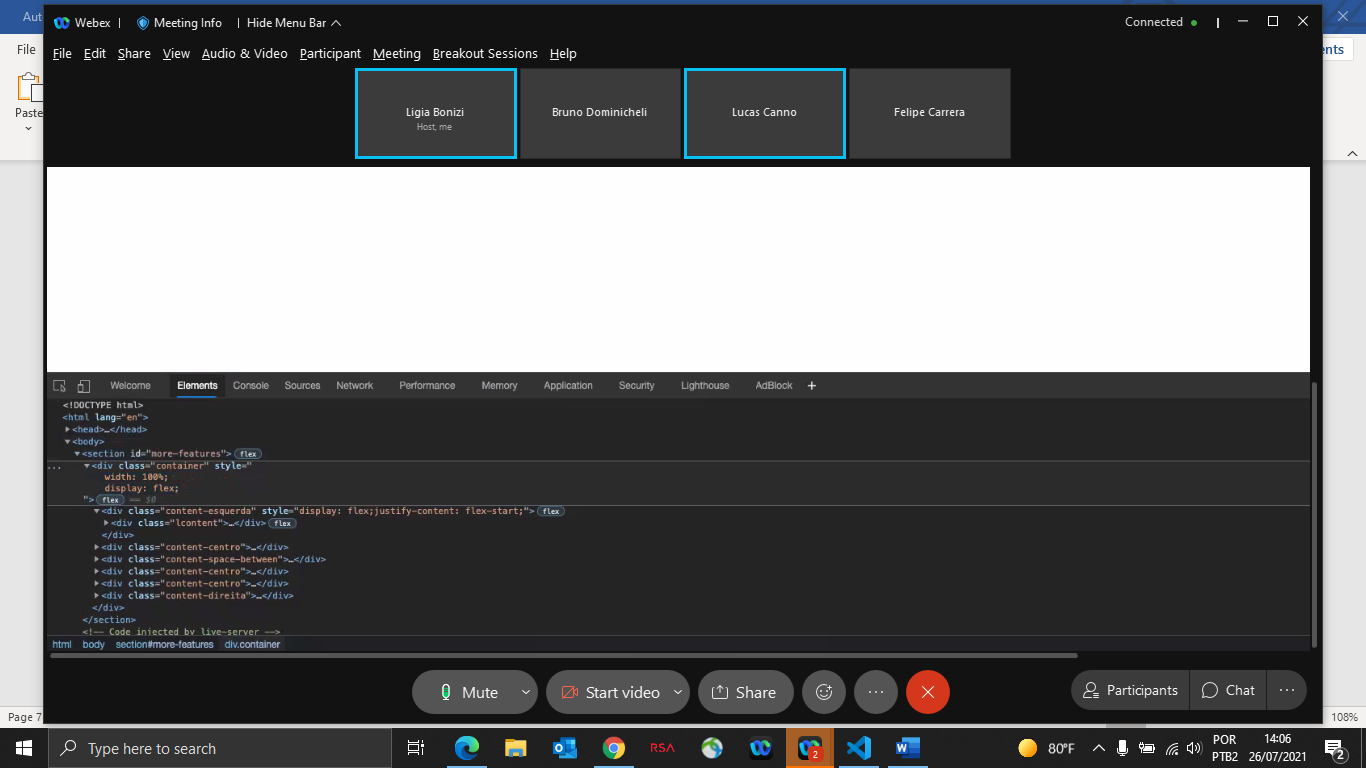 Aut
Webex | Meeting Info | Hide Menu Bar
Connected
File
File Edit Share View Audio & Video Participant Meeting Breakout Sessions Help
ents
Paste
Ligia Bonizi
Host, me
Bruno Dominicheli
Lucas Canno
Felipe Carrera
Welcome Elements Console Sources Network Performance Memory Application Security Lighthouse AdBlock +
<!DOCTYPE html>
<html lang="en">
<head>…</head>
<body>
<section id="more-features"> flex
... <div class="container" style="
width: 100%;
display: flex;
"> flex == $0
<div class="content-esquerda" style="display: flex;justify-content: flex-start;"> flex
<div class="lcontent">…</div> flex
</div>
<div class="content-centro">…</div>
<div class="content-space-between">…</div>
<div class="content-centro">…</div>
<div class="content-centro">…</div>
<div class="content-direita">…</div>
</div>
</section>
<!-- Code injected by live-server -->
html body section#more-features div.container
Mute Start video Share ... Participants Chat ...
Page 7
108%
Type here to search
RSA
2
80°F
POR
PTB2
14:06
26/07/2021
2